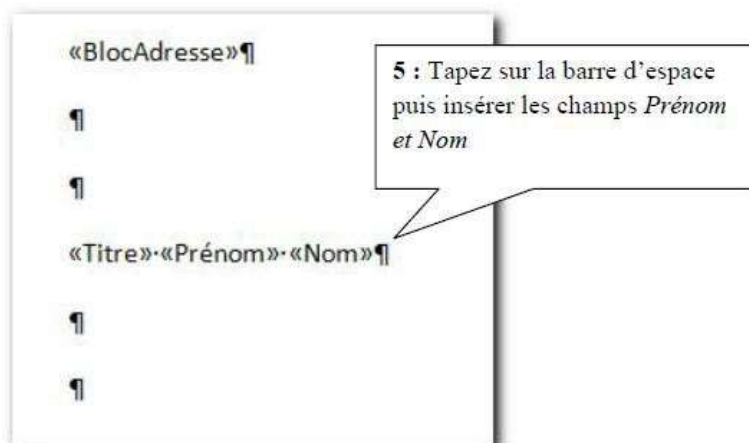 «BlocAdresse»¶
5 : Tapez sur la barre d’espace
puis insérer les champs Prénom
et Nom
¶
¶
«Titre»·«Prénom»·«Nom»¶
¶
¶